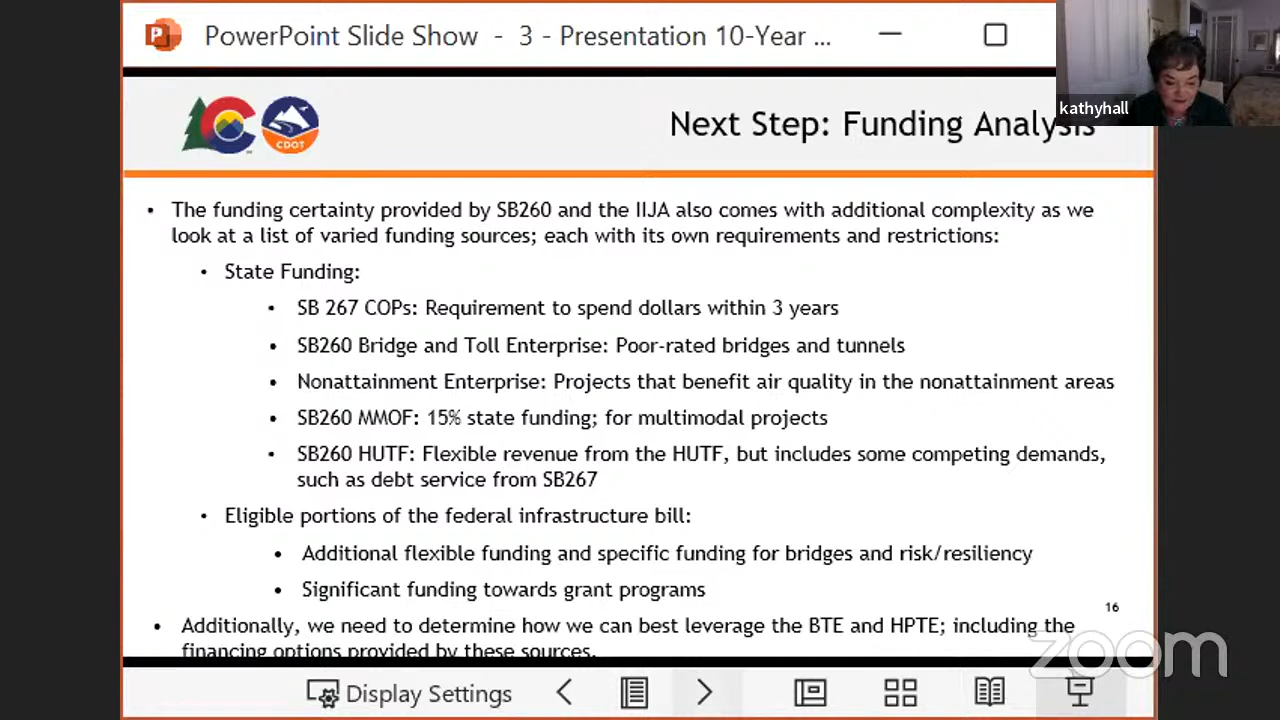 PowerPoint Slide Show - 3 - Presentation 10-Year ...
kathyhall
CDOT
Next Step: Funding Analysis
• The funding certainty provided by SB260 and the IIJA also comes with additional complexity as we
look at a list of varied funding sources; each with its own requirements and restrictions:
• State Funding:
• SB 267 COPs: Requirement to spend dollars within 3 years
• SB260 Bridge and Toll Enterprise: Poor-rated bridges and tunnels
• Nonattainment Enterprise: Projects that benefit air quality in the nonattainment areas
• SB260 MMOF: 15% state funding; for multimodal projects
• SB260 HUTF: Flexible revenue from the HUTF, but includes some competing demands,
such as debt service from SB267
• Eligible portions of the federal infrastructure bill:
• Additional flexible funding and specific funding for bridges and risk/resiliency
• Significant funding towards grant programs
16
• Additionally, we need to determine how we can best leverage the BTE and HPTE; including the
financing options provided by these sources.
zoom
Display Settings